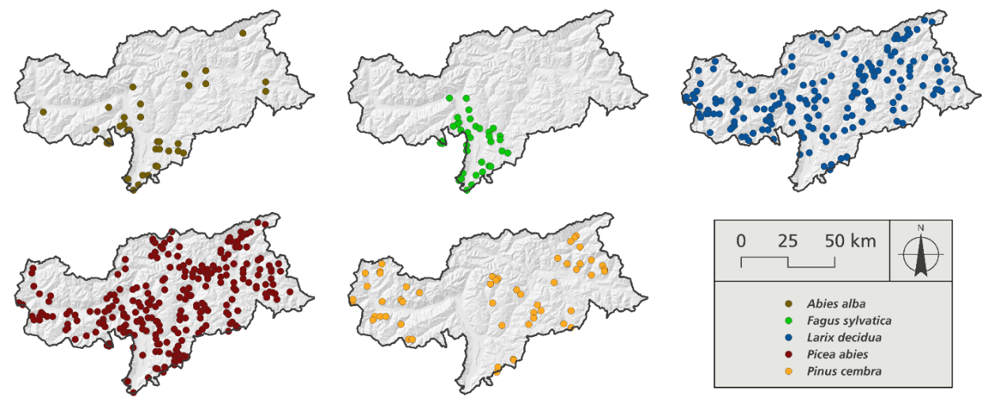 0 25 50 km
N
Abies alba
Fagus sylvatica
Larix decidua
Picea abies
Pinus cembra